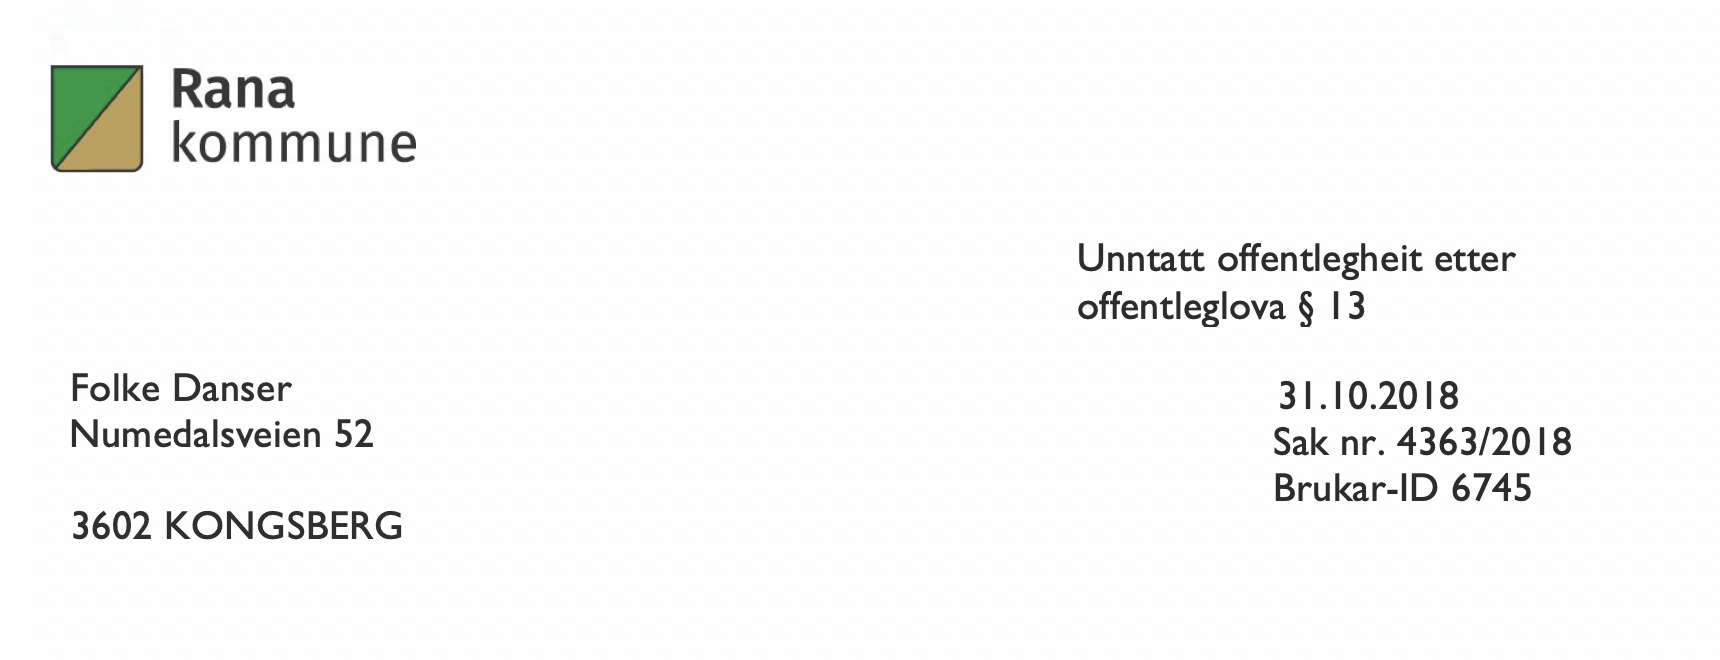 Rana
kommune
Unntatt offentlegheit etter
offentleglova § 13
Folke Danser
Numedalsveien 52
3602 KONGSBERG
31.10.2018
Sak nr. 4363/2018
Brukar-ID 6745